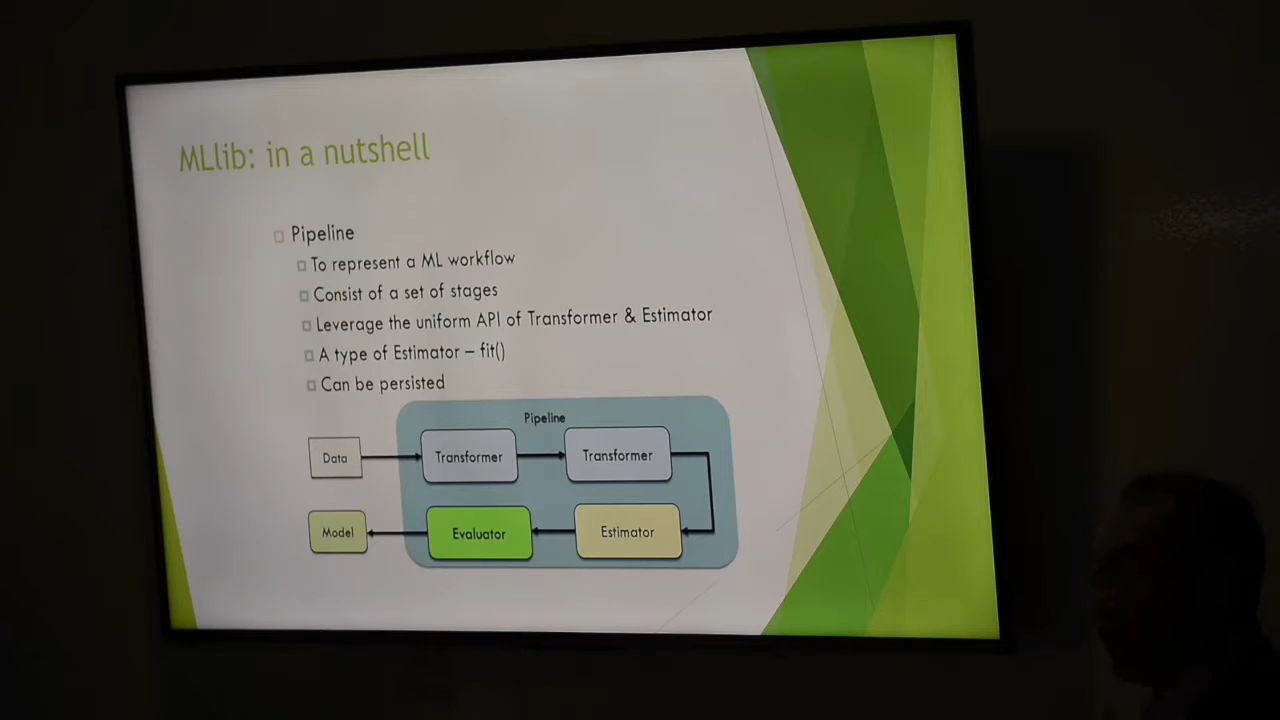 MLlib: in a nutshell
Pipeline
To represent a ML workflow
Consist of a set of stages
Leverage the uniform API of Transformer & Estimator
A type of Estimator – fit()
Can be persisted
Pipeline
Data
Transformer
Transformer
Model
Evaluator
Estimator